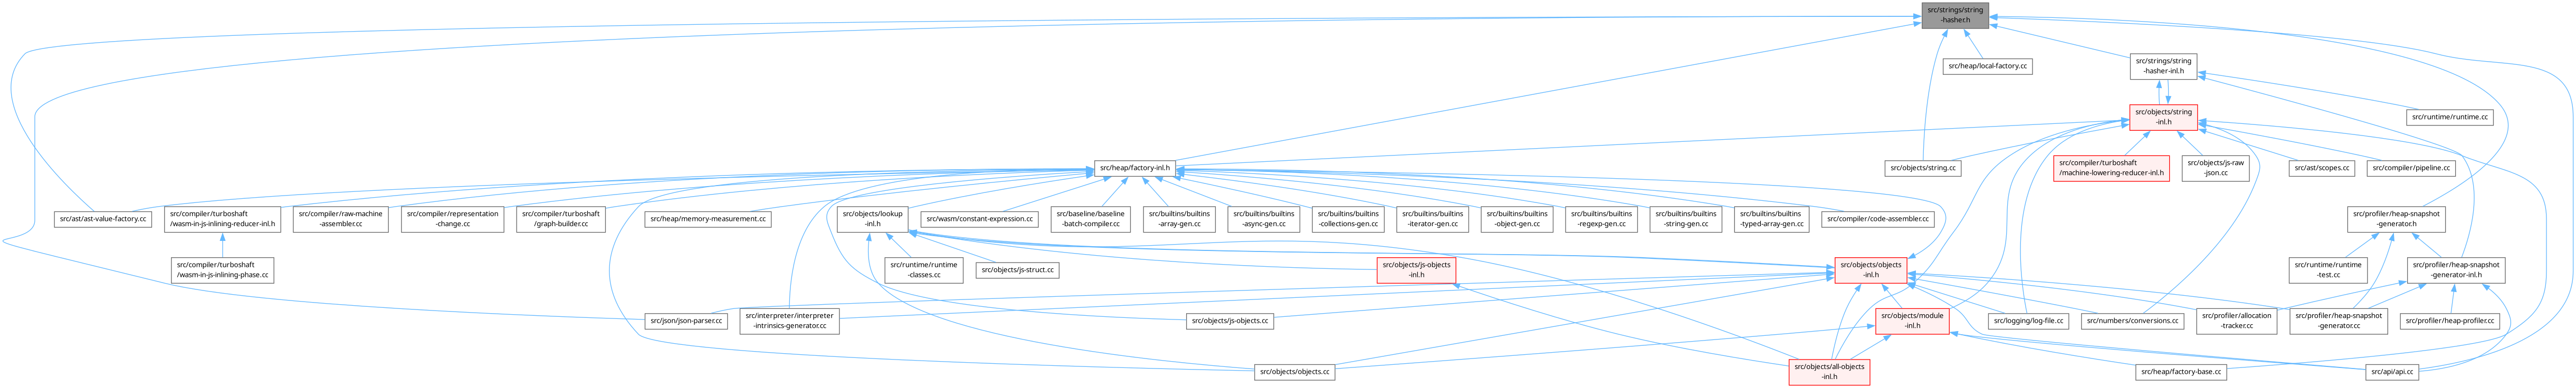 src/strings/string
-hasher.h
src/heap/local-factory.cc
src/strings/string
-hasher-inl.h
src/objects/string
-inl.h
src/runtime/runtime.cc
src/heap/factory-inl.h
src/objects/string.cc
src/compiler/turboshaft
/machine-lowering-reducer-inl.h
src/objects/js-raw
-json.cc
src/ast/scopes.cc
src/compiler/pipeline.cc
src/ast/ast-value-factory.cc
src/compiler/turboshaft
/wasm-in-js-inlining-reducer-inl.h
src/compiler/raw-machine
-assembler.cc
src/compiler/representation
-change.cc
src/compiler/turboshaft
/graph-builder.cc
src/heap/memory-measurement.cc
src/objects/lookup
-inl.h
src/wasm/constant-expression.cc
src/baseline/baseline
-batch-compiler.cc
src/builtins/builtins
-array-gen.cc
src/builtins/builtins
-async-gen.cc
src/builtins/builtins
-collections-gen.cc
src/builtins/builtins
-iterator-gen.cc
src/builtins/builtins
-object-gen.cc
src/builtins/builtins
-regexp-gen.cc
src/builtins/builtins
-string-gen.cc
src/builtins/builtins
-typed-array-gen.cc
src/compiler/code-assembler.cc
src/profiler/heap-snapshot
-generator.h
src/compiler/turboshaft
/wasm-in-js-inlining-phase.cc
src/runtime/runtime
-classes.cc
src/objects/js-struct.cc
src/objects/js-objects
-inl.h
src/objects/objects
-inl.h
src/runtime/runtime
-test.cc
src/profiler/heap-snapshot
-generator-inl.h
src/json/json-parser.cc
src/interpreter/interpreter
-intrinsics-generator.cc
src/objects/js-objects.cc
src/objects/module
-inl.h
src/logging/log-file.cc
src/numbers/conversions.cc
src/profiler/allocation
-tracker.cc
src/profiler/heap-snapshot
-generator.cc
src/profiler/heap-profiler.cc
src/objects/objects.cc
src/objects/all-objects
-inl.h
src/heap/factory-base.cc
src/api/api.cc